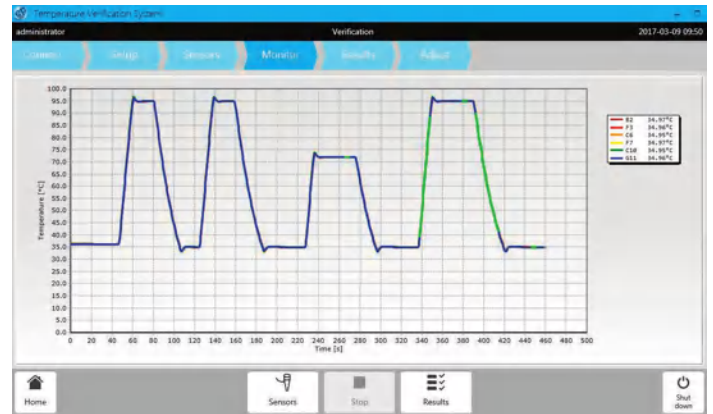 Temperature Verification System
administrator Verification 2017-03-09 09:50
Connect Setup Sensors Monitor Results Adjust
100.0
95.0
90.0
85.0
80.0
75.0
70.0
65.0
60.0
55.0
50.0
45.0
40.0
35.0
30.0
25.0
20.0
15.0
10.0
5.0
0.0
Temperature [°C]
0 20 40 60 80 100 120 140 160 180 200 220 240 260 280 300 320 340 360 380 400 420 440 460 480 500
Time [s]
B2 34.97°C
F3 34.96°C
C6 34.95°C
F7 34.97°C
C10 34.95°C
G11 34.96°C
Home
Sensors
Stop
Results
Shut
down